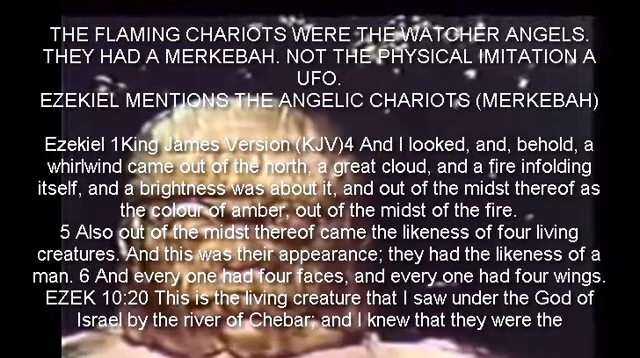 THE FLAMING CHARIOTS WERE THE WATCHER ANGELS.
THEY HAD A MERKEBAH. NOT THE PHYSICAL IMITATION A
UFO.
EZEKIEL MENTIONS THE ANGELIC CHARIOTS (MERKEBAH)
Ezekiel 1King James Version (KJV)4 And I looked, and, behold, a
whirlwind came out of the north, a great cloud, and a fire infolding
itself, and a brightness was about it, and out of the midst thereof as
the colour of amber, out of the midst of the fire.
5 Also out of the midst thereof came the likeness of four living
creatures. And this was their appearance; they had the likeness of a
man. 6 And every one had four faces, and every one had four wings.
EZEK 10:20 This is the living creature that I saw under the God of
Israel by the river of Chebar; and I knew that they were the